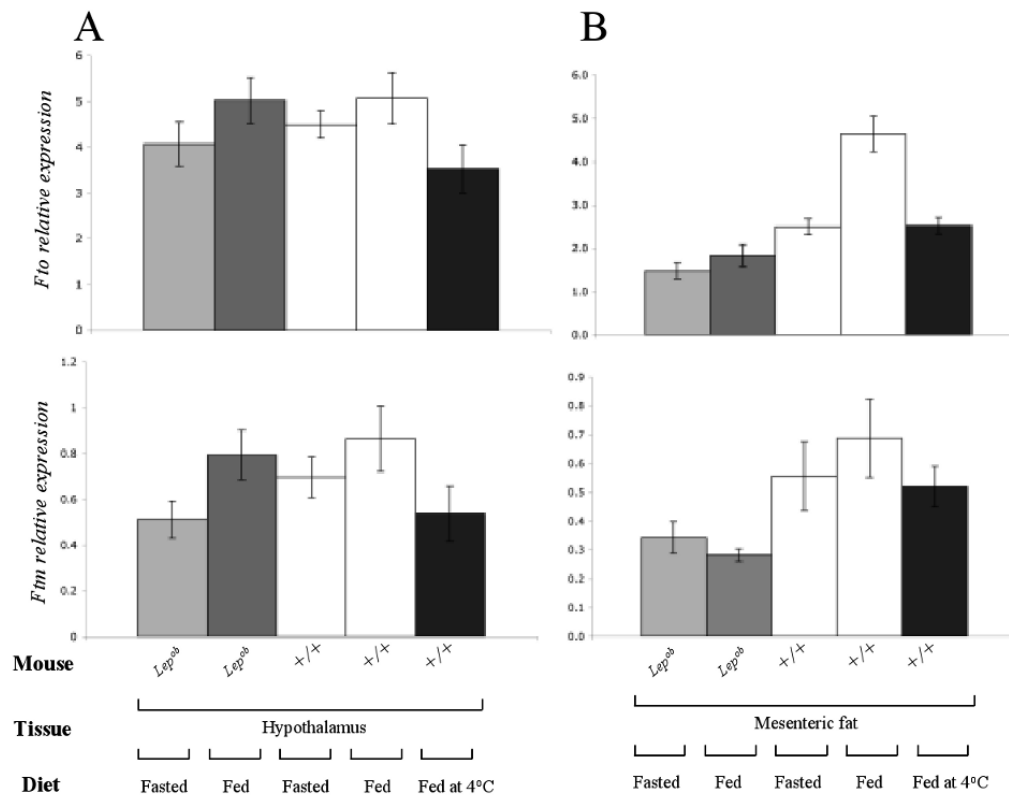 A
B
Fto relative expression
6
5
4
3
2
1
0
6.0
5.0
4.0
3.0
2.0
1.0
0.0
Ftm relative expression
1.2
1
0.8
0.6
0.4
0.2
0
0.9
0.8
0.7
0.6
0.5
0.4
0.3
0.2
0.1
0.0
Mouse
Lep^ob Lep^ob +/+ +/+ +/+
Lep^ob Lep^ob +/+ +/+ +/+
Tissue
Hypothalamus
Mesenteric fat
Diet
Fasted Fed Fasted Fed Fed at 4°C
Fasted Fed Fasted Fed Fed at 4°C